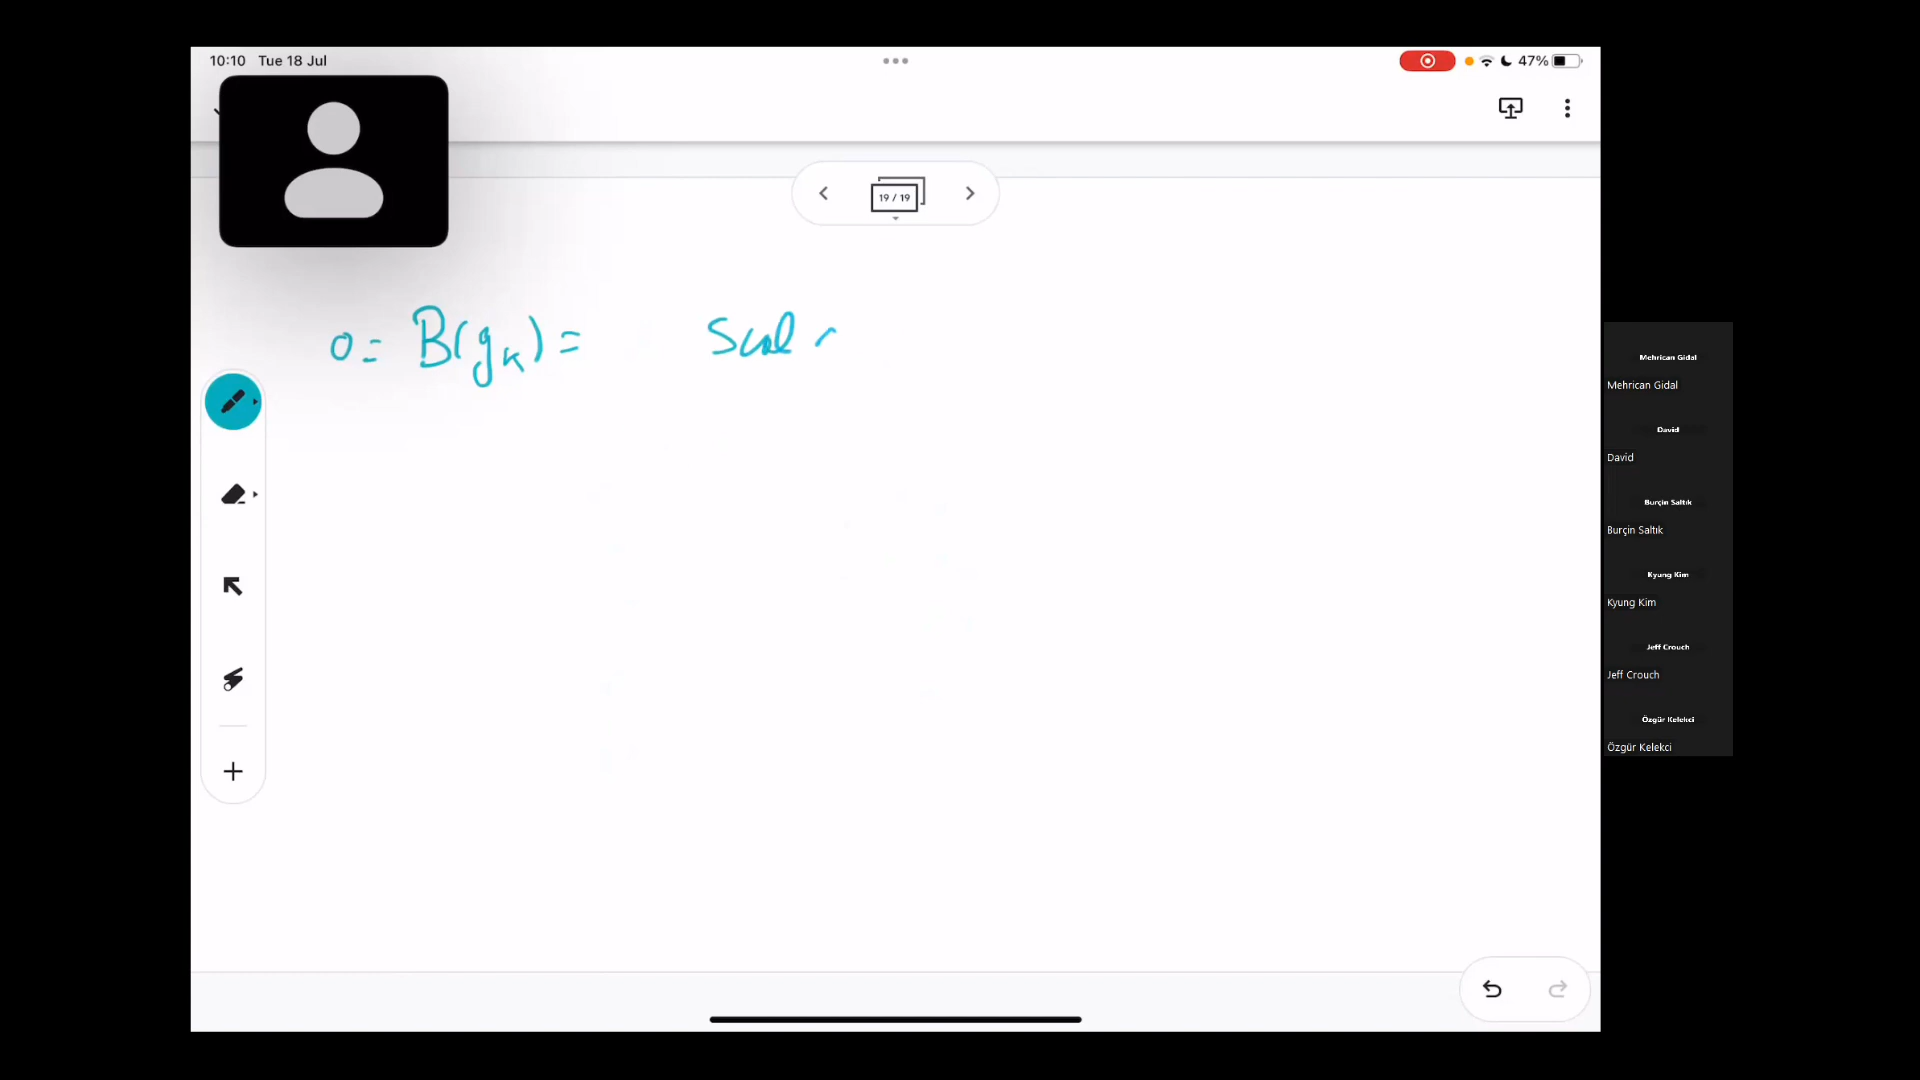 10:10 Tue 18 Jul
47%
19 / 19
0 = B(g_k) = Scal
Mehrican Gidal
Mehrican Gidal
David
David
Burçin Saltık
Burçin Saltık
Kyung Kim
Kyung Kim
Jeff Crouch
Jeff Crouch
Özgür Kelekci
Özgür Kelekci